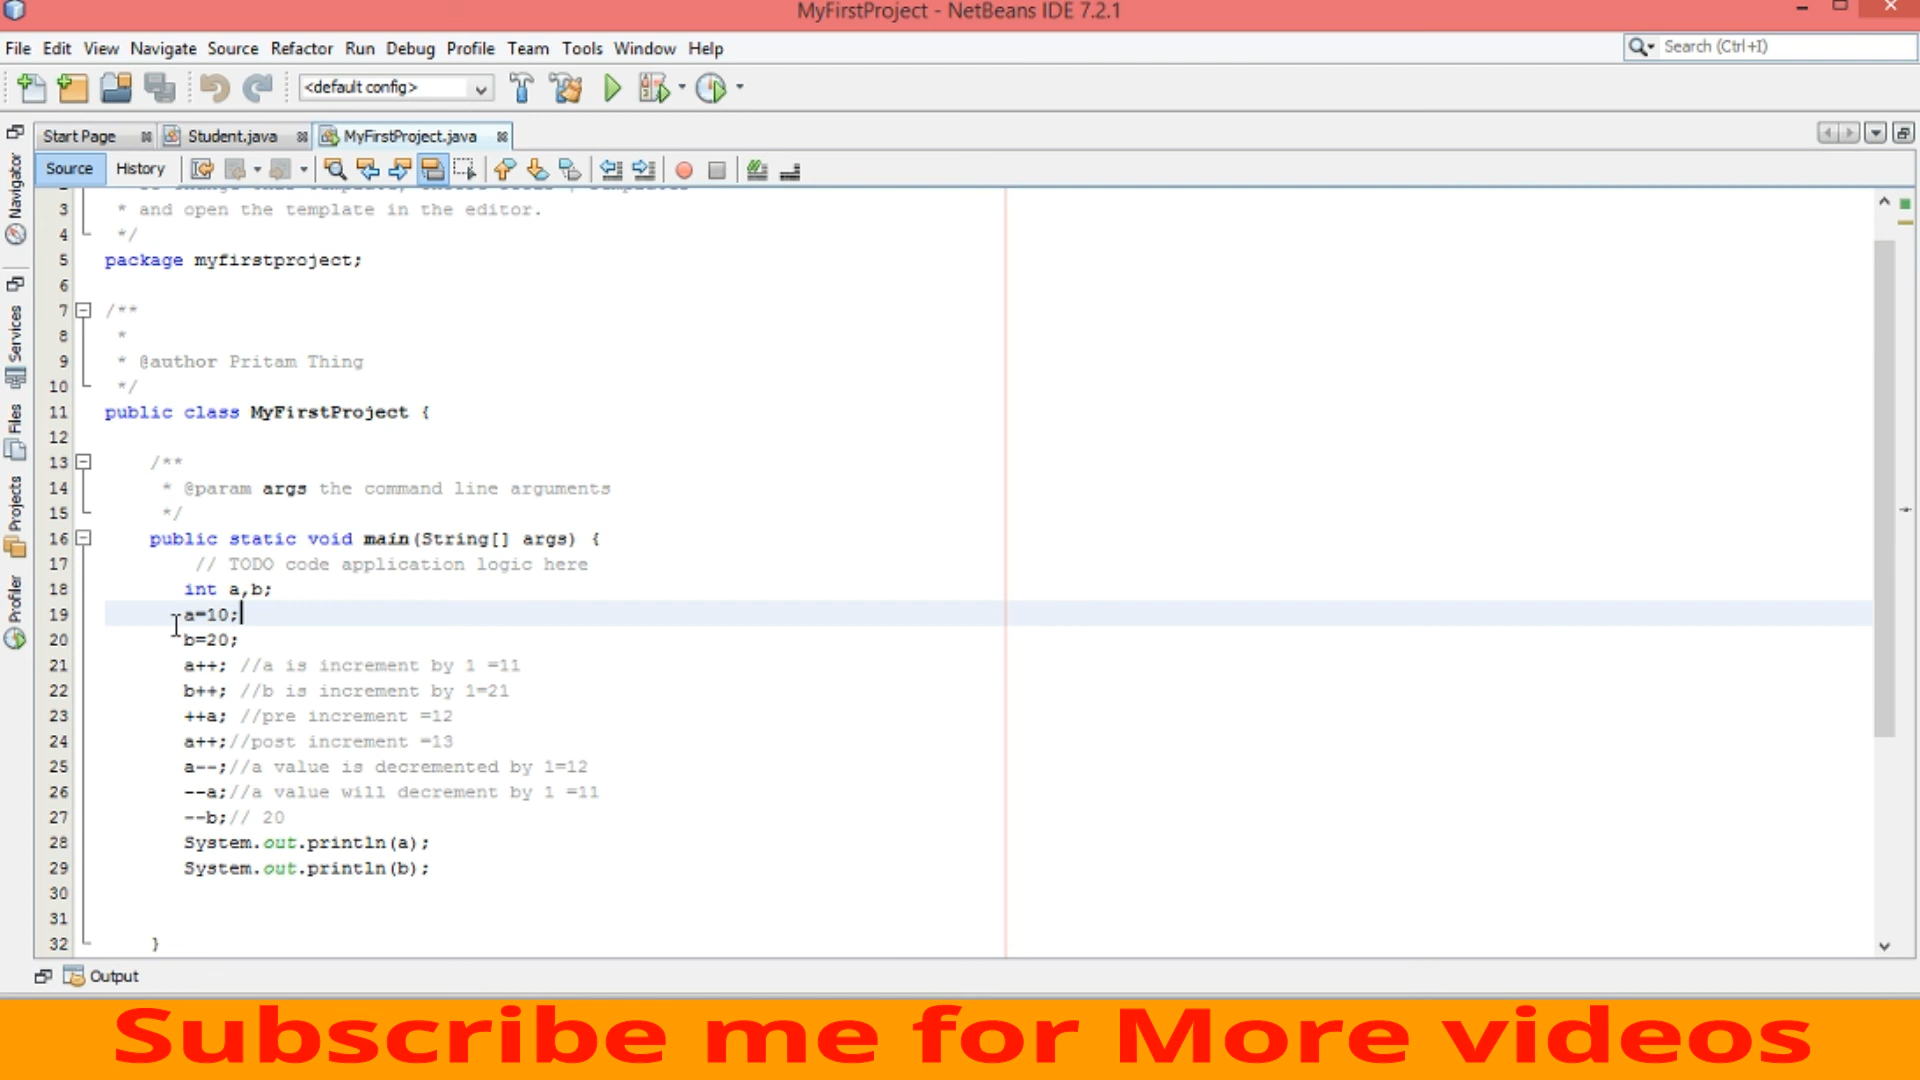 MyFirstProject - NetBeans IDE 7.2.1
File Edit View Navigate Source Refactor Run Debug Profile Team Tools Window Help
Search (Ctrl+I)
<default config>
Start Page Student.java MyFirstProject.java
Source History
Navigator
Services
Files
Projects
Profiler
3 * and open the template in the editor.
4 */
5 package myfirstproject;
6
7 /**
8 *
9 * @author Pritam Thing
10 */
11 public class MyFirstProject {
12
13 /**
14 * @param args the command line arguments
15 */
16 public static void main(String[] args) {
17 // TODO code application logic here
18 int a,b;
19 a=10;
20 b=20;
21 a++; //a is increment by 1 =11
22 b++; //b is increment by 1=21
23 ++a; //pre increment =12
24 a++;//post increment =13
25 a--;//a value is decremented by 1=12
26 --a;//a value will decrement by 1 =11
27 --b;// 20
28 System.out.println(a);
29 System.out.println(b);
30
31
32 }
Output
Subscribe me for More videos